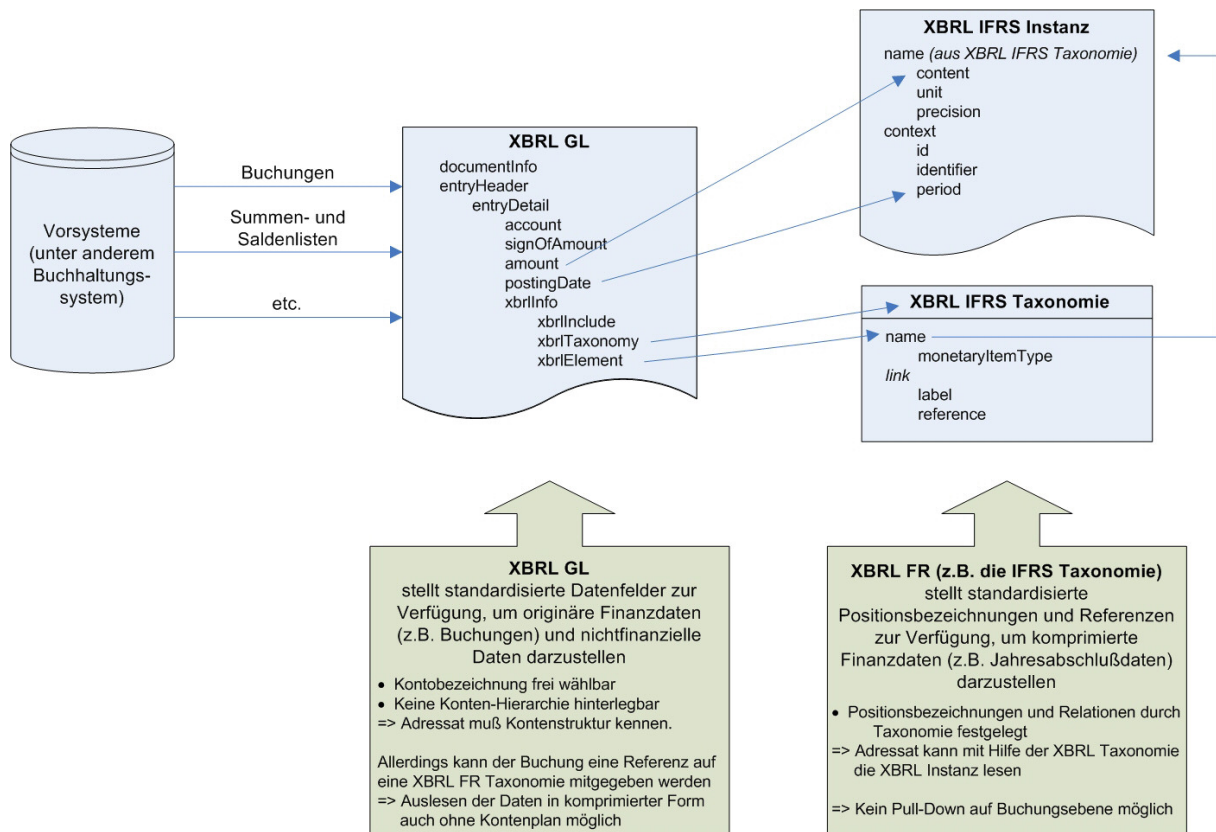 Vorsysteme
(unter anderem
Buchhaltungs-
system)
Buchungen
Summen- und
Saldenlisten
etc.
XBRL GL
documentInfo
entryHeader
entryDetail
account
signOfAmount
amount
postingDate
xbrlInfo
xbrlInclude
xbrlTaxonomy
xbrlElement
XBRL IFRS Instanz
name (aus XBRL IFRS Taxonomie)
content
unit
precision
context
id
identifier
period
XBRL IFRS Taxonomie
name
monetaryItemType
link
label
reference
XBRL GL
stellt standardisierte Datenfelder zur
Verfügung, um originäre Finanzdaten
(z.B. Buchungen) und nichtfinanzielle
Daten darzustellen
• Kontobezeichnung frei wählbar
• Keine Konten-Hierarchie hinterlegbar
=> Adressat muß Kontenstruktur kennen.
Allerdings kann der Buchung eine Referenz auf
eine XBRL FR Taxonomie mitgegeben werden
=> Auslesen der Daten in komprimierter Form
auch ohne Kontenplan möglich
XBRL FR (z.B. die IFRS Taxonomie)
stellt standardisierte
Positionsbezeichnungen und Referenzen
zur Verfügung, um komprimierte
Finanzdaten (z.B. Jahresabschlußdaten)
darzustellen
• Positionsbezeichnungen und Relationen durch
Taxonomie festgelegt
=> Adressat kann mit Hilfe der XBRL Taxonomie
die XBRL Instanz lesen
=> Kein Pull-Down auf Buchungsebene möglich